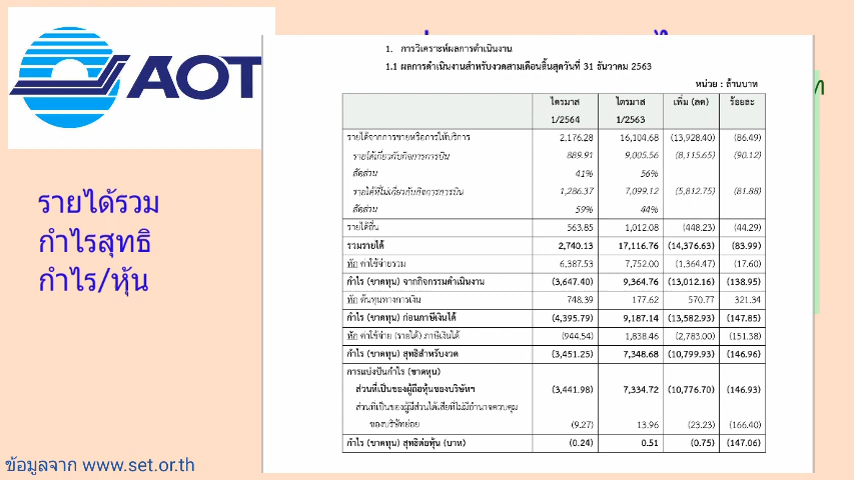 AOT
1. การวิเคราะห์ผลการดำเนินงาน
1.1 ผลการดำเนินงานสำหรับงวดสามเดือนสิ้นสุดวันที่ 31 ธันวาคม 2563
หน่วย : ล้านบาท
ไตรมาส 1/2564 ไตรมาส 1/2563 เพิ่ม (ลด) ร้อยละ
รายได้จากการขายหรือการให้บริการ 2,176.28 16,104.68 (13,928.40) (86.49)
รายได้เกี่ยวกับกิจการการบิน 889.91 9,005.56 (8,115.65) (90.12)
สัดส่วน 41% 56%
รายได้ที่ไม่เกี่ยวกับกิจการการบิน 1,286.37 7,099.12 (5,812.75) (81.88)
สัดส่วน 59% 44%
รายได้อื่น 563.85 1,012.08 (448.23) (44.29)
รวมรายได้ 2,740.13 17,116.76 (14,376.63) (83.99)
หัก ค่าใช้จ่ายรวม 6,387.53 7,752.00 (1,364.47) (17.60)
กำไร (ขาดทุน) จากกิจกรรมดำเนินงาน (3,647.40) 9,364.76 (13,012.16) (138.95)
หัก ต้นทุนทางการเงิน 748.39 177.62 570.77 321.34
กำไร (ขาดทุน) ก่อนภาษีเงินได้ (4,395.79) 9,187.14 (13,582.93) (147.85)
หัก ค่าใช้จ่าย (รายได้) ภาษีเงินได้ (944.54) 1,838.46 (2,783.00) (151.38)
กำไร (ขาดทุน) สุทธิสำหรับงวด (3,451.25) 7,348.68 (10,799.93) (146.96)
การแบ่งปันกำไร (ขาดทุน)
ส่วนที่เป็นของผู้ถือหุ้นของบริษัทฯ (3,441.98) 7,334.72 (10,776.70) (146.93)
ส่วนที่เป็นของผู้มีส่วนได้เสียที่ไม่มีอำนาจควบคุม
ของบริษัทย่อย (9.27) 13.96 (23.23) (166.40)
กำไร (ขาดทุน) สุทธิต่อหุ้น (บาท) (0.24) 0.51 (0.75) (147.06)
รายได้รวม
กำไรสุทธิ
กำไร/หุ้น
ข้อมูลจาก www.set.or.th